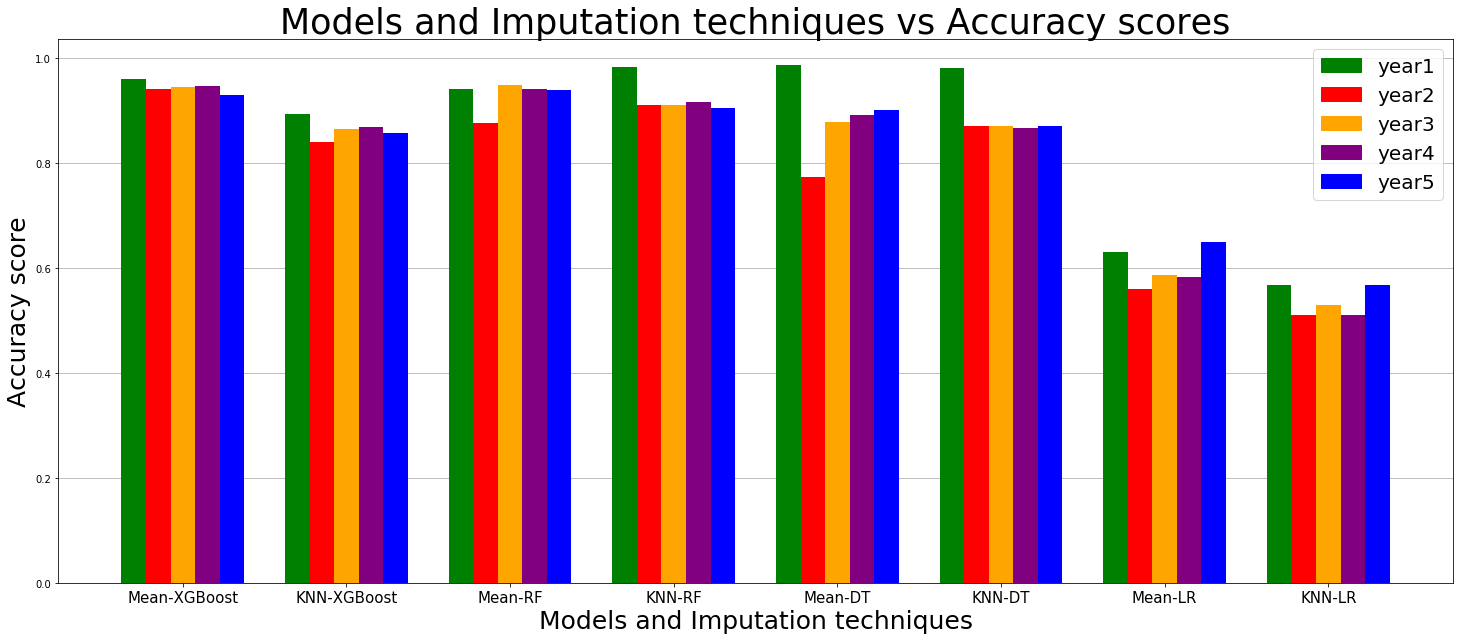 Models and Imputation techniques vs Accuracy scores
Accuracy score
1.0
0.8
0.6
0.4
0.2
0.0
year1
year2
year3
year4
year5
Mean-XGBoost KNN-XGBoost Mean-RF KNN-RF Mean-DT KNN-DT Mean-LR KNN-LR
Models and Imputation techniques